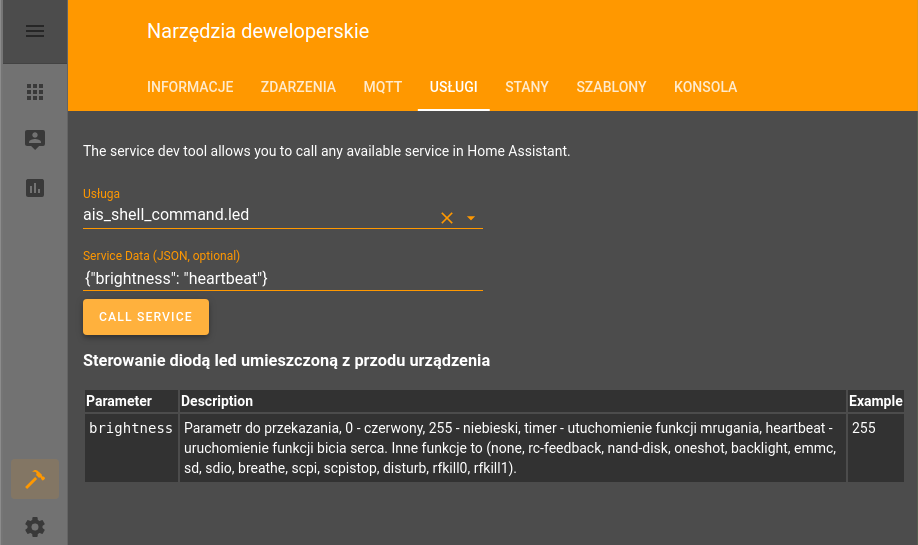 Narzędzia deweloperskie
INFORMACJE ZDARZENIA MQTT USŁUGI STANY SZABLONY KONSOLA
The service dev tool allows you to call any available service in Home Assistant.
Usługa
ais_shell_command.led
Service Data (JSON, optional)
{"brightness": "heartbeat"}
CALL SERVICE
Sterowanie diodą led umieszczoną z przodu urządzenia
Parameter Description Example
brightness Parametr do przekazania, 0 - czerwony, 255 - niebieski, timer - utuchomienie funkcji mrugania, heartbeat - 255
uruchomienie funkcji bicia serca. Inne funkcje to (none, rc-feedback, nand-disk, oneshot, backlight, emmc,
sd, sdio, breathe, scpi, scpistop, disturb, rfkill0, rfkill1).